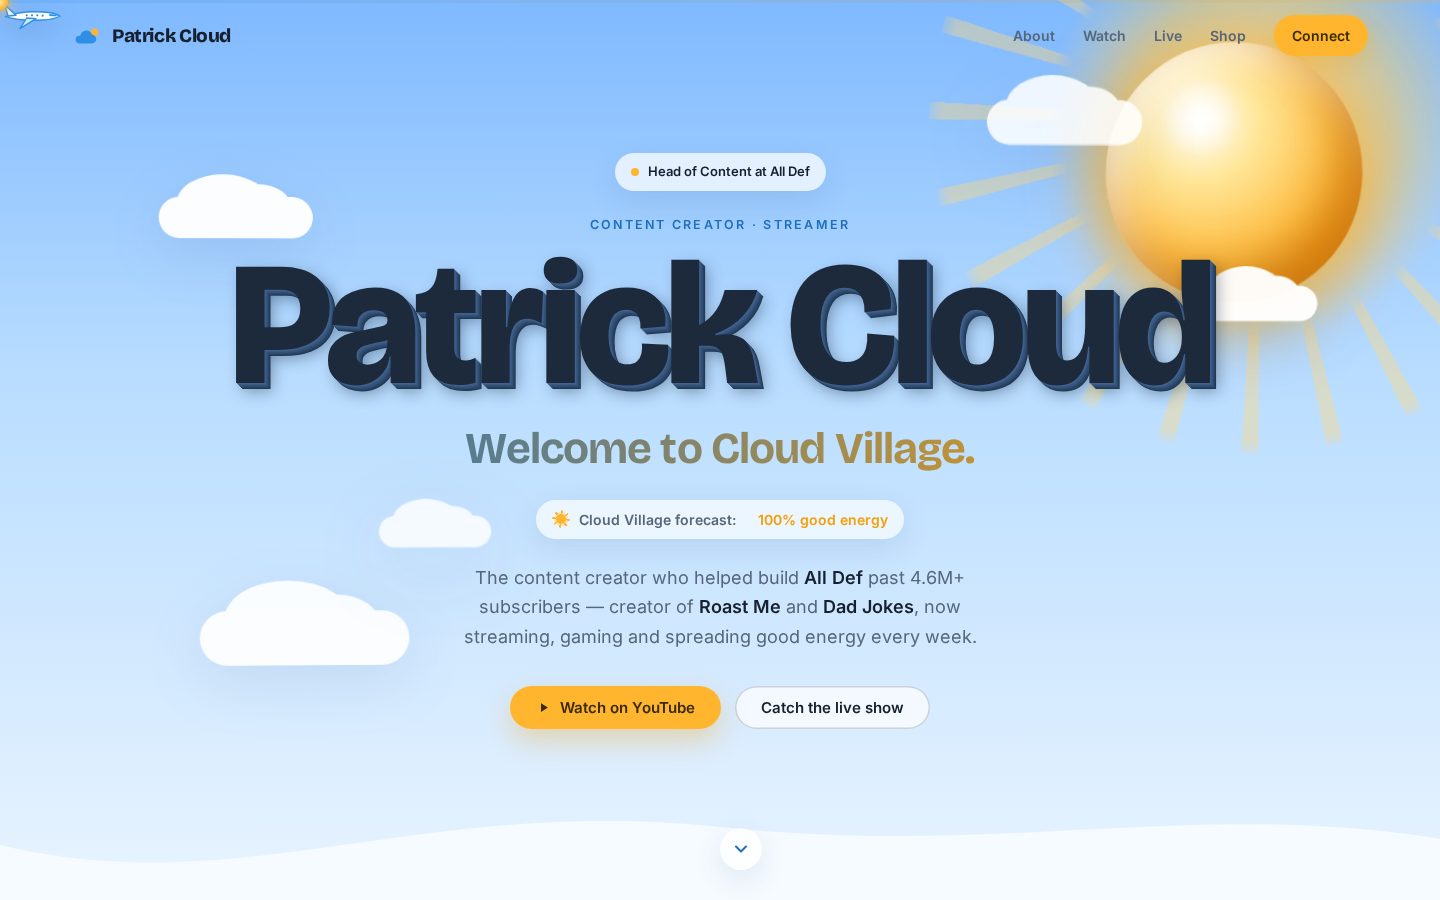 Patrick Cloud
About
Watch
Live
Shop
Connect
Head of Content at All Def
CONTENT CREATOR · STREAMER
Patrick Cloud
Welcome to Cloud Village.
Cloud Village forecast: 100% good energy
The content creator who helped build All Def past 4.6M+
subscribers — creator of Roast Me and Dad Jokes, now
streaming, gaming and spreading good energy every week.
Watch on YouTube
Catch the live show